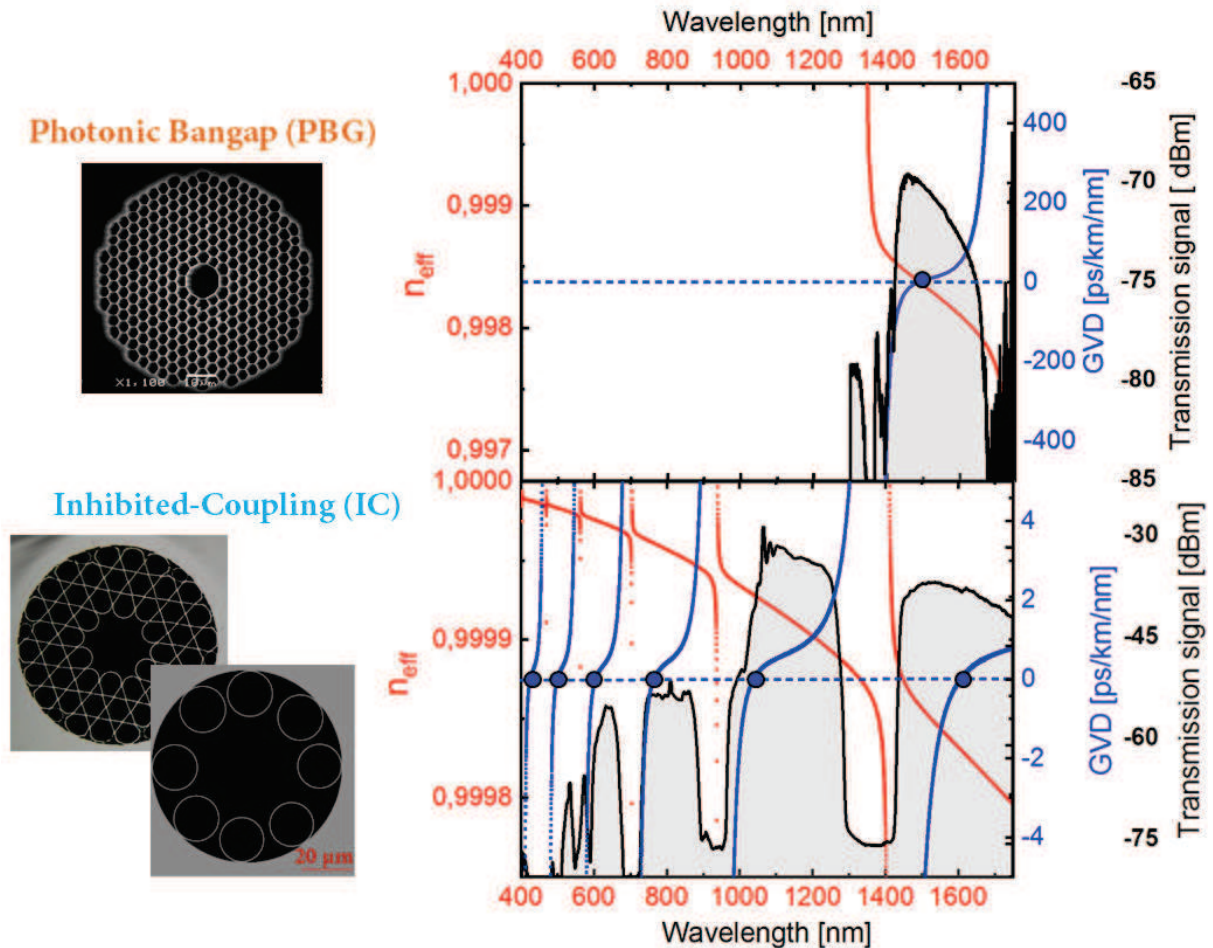 Wavelength [nm]
400 600 800 1000 1200 1400 1600
1,000
0,999
0,998
0,997
n_eff
400
200
0
-200
-400
GVD [ps/km/nm]
-65
-70
-75
-80
-85
Transmission signal [ dBm]
Photonic Bangap (PBG)
X1,100 10μm
Inhibited-Coupling (IC)
20 μm
1,0000
0,9999
0,9998
n_eff
4
2
0
-2
-4
GVD [ps/km/nm]
-30
-45
-60
-75
Transmission signal [dBm]
400 600 800 1000 1200 1400 1600
Wavelength [nm]